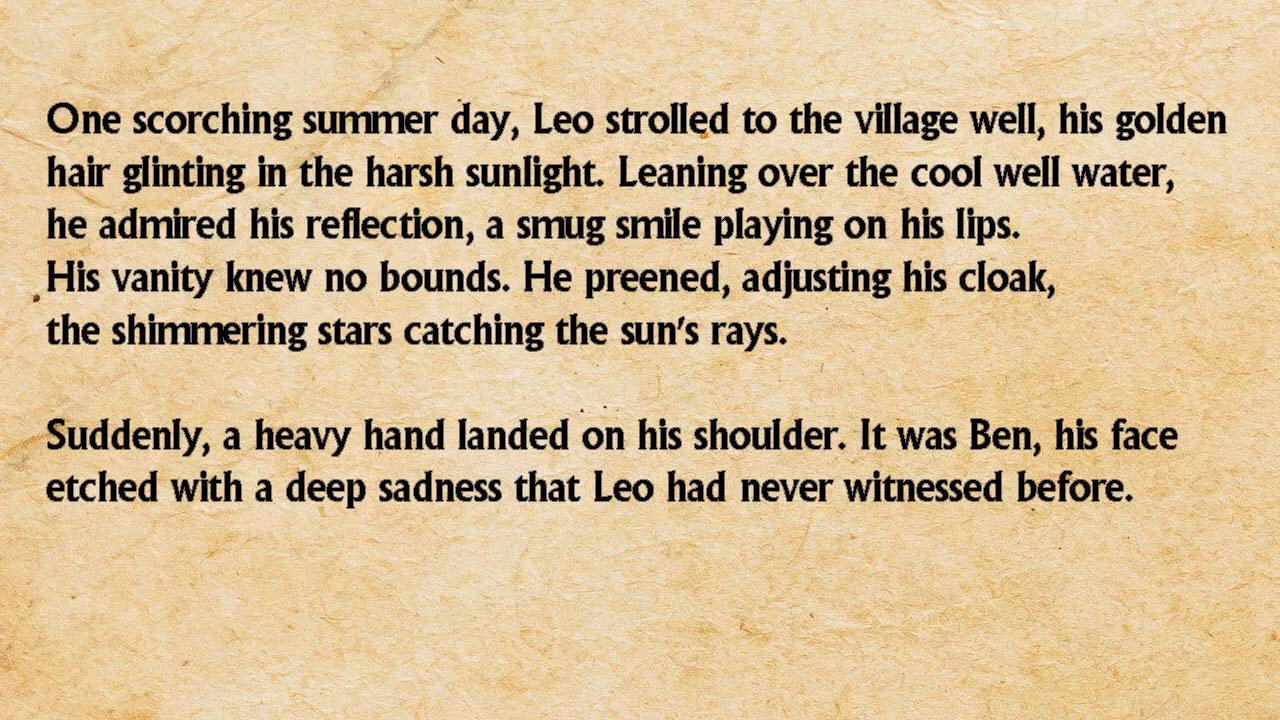 One scorching summer day, Leo strolled to the village well, his golden
hair glinting in the harsh sunlight. Leaning over the cool well water,
he admired his reflection, a smug smile playing on his lips.
His vanity knew no bounds. He preened, adjusting his cloak,
the shimmering stars catching the sun's rays.
Suddenly, a heavy hand landed on his shoulder. It was Ben, his face
etched with a deep sadness that Leo had never witnessed before.